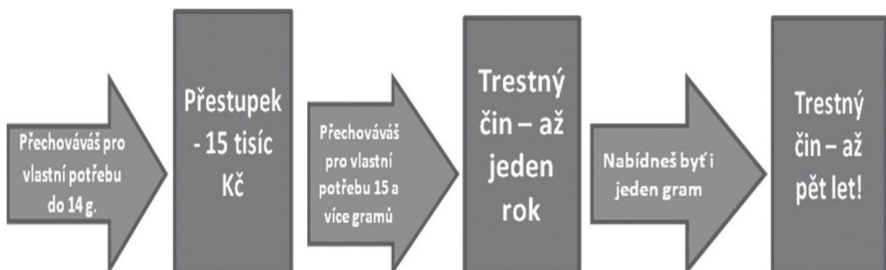 Přechováváš pro
vlastní potřebu
do 14 g.
Přestupek
- 15 tisíc
Kč
Přechováváš
pro vlastní
potřebu 15 a
více gramů
Trestný
čin – až
jeden
rok
Nabídneš byť i
jeden gram
Trestný
čin – až
pět let!